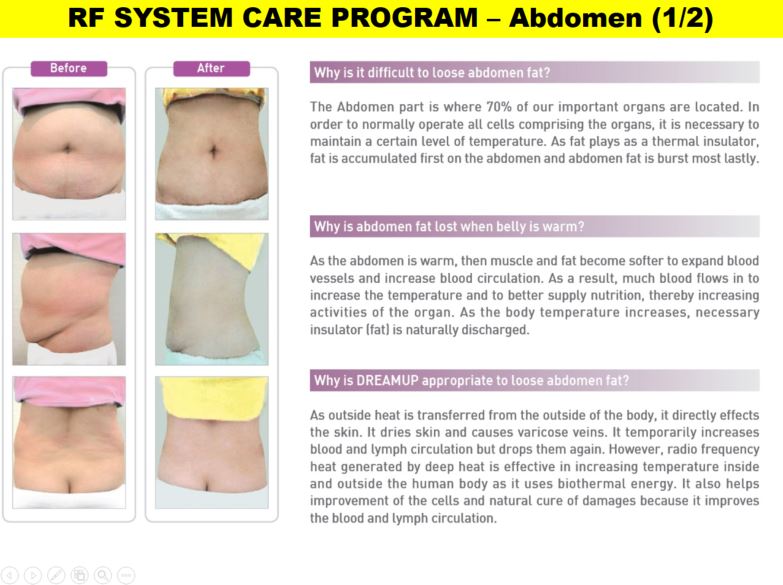 RF SYSTEM CARE PROGRAM – Abdomen (1/2)
Before
After
Why is it difficult to loose abdomen fat?
The Abdomen part is where 70% of our important organs are located. In
order to normally operate all cells comprising the organs, it is necessary to
maintain a certain level of temperature. As fat plays as a thermal insulator,
fat is accumulated first on the abdomen and abdomen fat is burst most lastly.
Why is abdomen fat lost when belly is warm?
As the abdomen is warm, then muscle and fat become softer to expand blood
vessels and increase blood circulation. As a result, much blood flows in to
increase the temperature and to better supply nutrition, thereby increasing
activities of the organ. As the body temperature increases, necessary
insulator (fat) is naturally discharged.
Why is DREAMUP appropriate to loose abdomen fat?
As outside heat is transferred from the outside of the body, it directly effects
the skin. It dries skin and causes varicose veins. It temporarily increases
blood and lymph circulation but drops them again. However, radio frequency
heat generated by deep heat is effective in increasing temperature inside
and outside the human body as it uses biothermal energy. It also helps
improvement of the cells and natural cure of damages because it improves
the blood and lymph circulation.